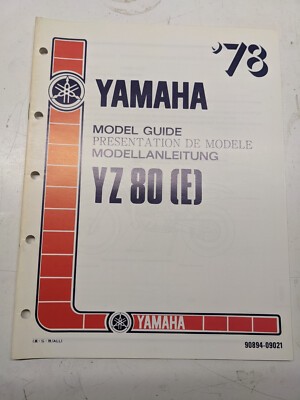 '78
YAMAHA
MODEL GUIDE
PRESENTATION DE MODELE
MODELLANLEITUNG
YZ 80 (E)
YAMAHA
90894-09021